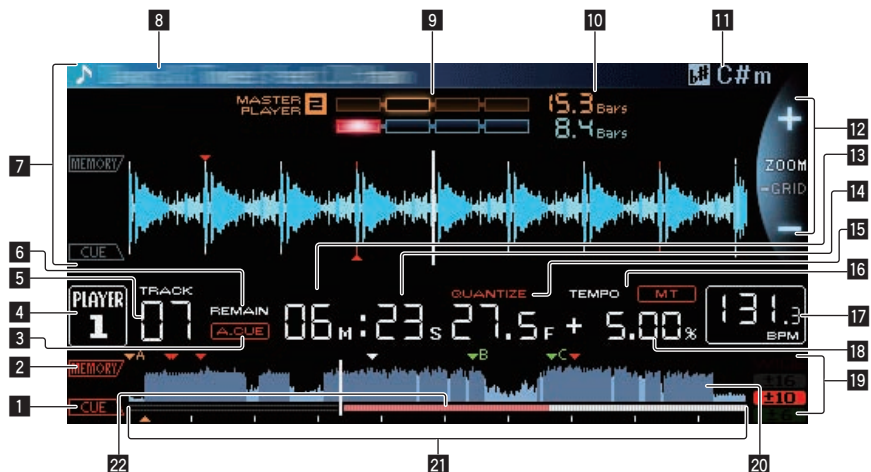 8 9 10 11
C#m
MASTER PLAYER 2 15.3 Bars
8.4 Bars
12
+
13
7 MEMORY
ZOOM
14
-GRID
15
−
6 CUE
16
5 TRACK QUANTIZE TEMPO MT
4 PLAYER 1 07 REMAIN 06 M : 23 S 27.5 F + 5.00 % 131.3 BPM 17
3 A.CUE
18
A B C
2 MEMORY
±16 19
±10
1 CUE
22 21 20